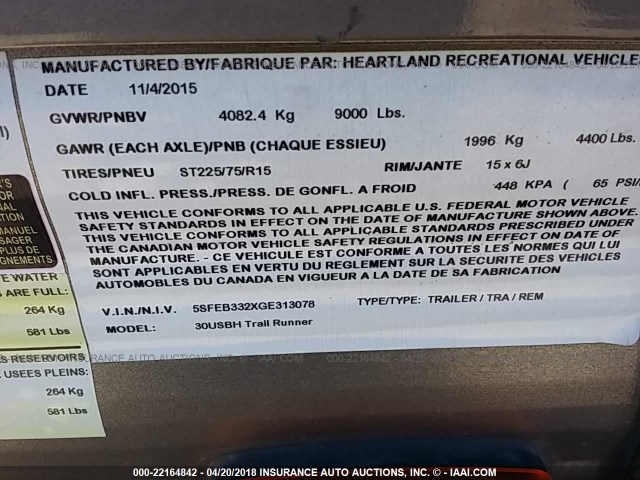 MANUFACTURED BY/FABRIQUE PAR: HEARTLAND RECREATIONAL VEHICLE
DATE 11/4/2015
GVWR/PNBV 4082.4 Kg 9000 Lbs.
GAWR (EACH AXLE)/PNB (CHAQUE ESSIEU) 1996 Kg 4400 Lbs.
TIRES/PNEU ST225/75/R15 RIM/JANTE 15 x 6J
COLD INFL. PRESS./PRESS. DE GONFL. A FROID 448 KPA ( 65 PSI/
THIS VEHICLE CONFORMS TO ALL APPLICABLE U.S. FEDERAL MOTOR VEHICLE
SAFETY STANDARDS IN EFFECT ON THE DATE OF MANUFACTURE SHOWN ABOVE.
THIS VEHICLE CONFORMS TO ALL APPLICABLE STANDARDS PRESCRIBED UNDER
THE CANADIAN MOTOR VEHICLE SAFETY REGULATIONS IN EFFECT ON DATE OF
MANUFACTURE. - CE VEHICULE EST CONFORME A TOUTES LES NORMES QUI LUI
SONT APPLICABLES EN VERTU DU REGLEMENT SUR LA SECURITE DES VEHICLES
AUTOMOBILES DU CANADA EN VIGUEUR A LA DATE DE SA FABRICATION
V.I.N./N.I.V. 5SFEB332XGE313078 TYPE/TYPE: TRAILER / TRA / REM
MODEL: 30USBH Trail Runner
MANUEL
PLUS DE
WATER
ARE FULL:
264 Kg
581 Lbs
RESERVOIRS
USEES PLEINS:
264 Kg
581 Lbs
000-22164842 - 04/20/2018 INSURANCE AUTO AUCTIONS, INC. - © IAAI.COM